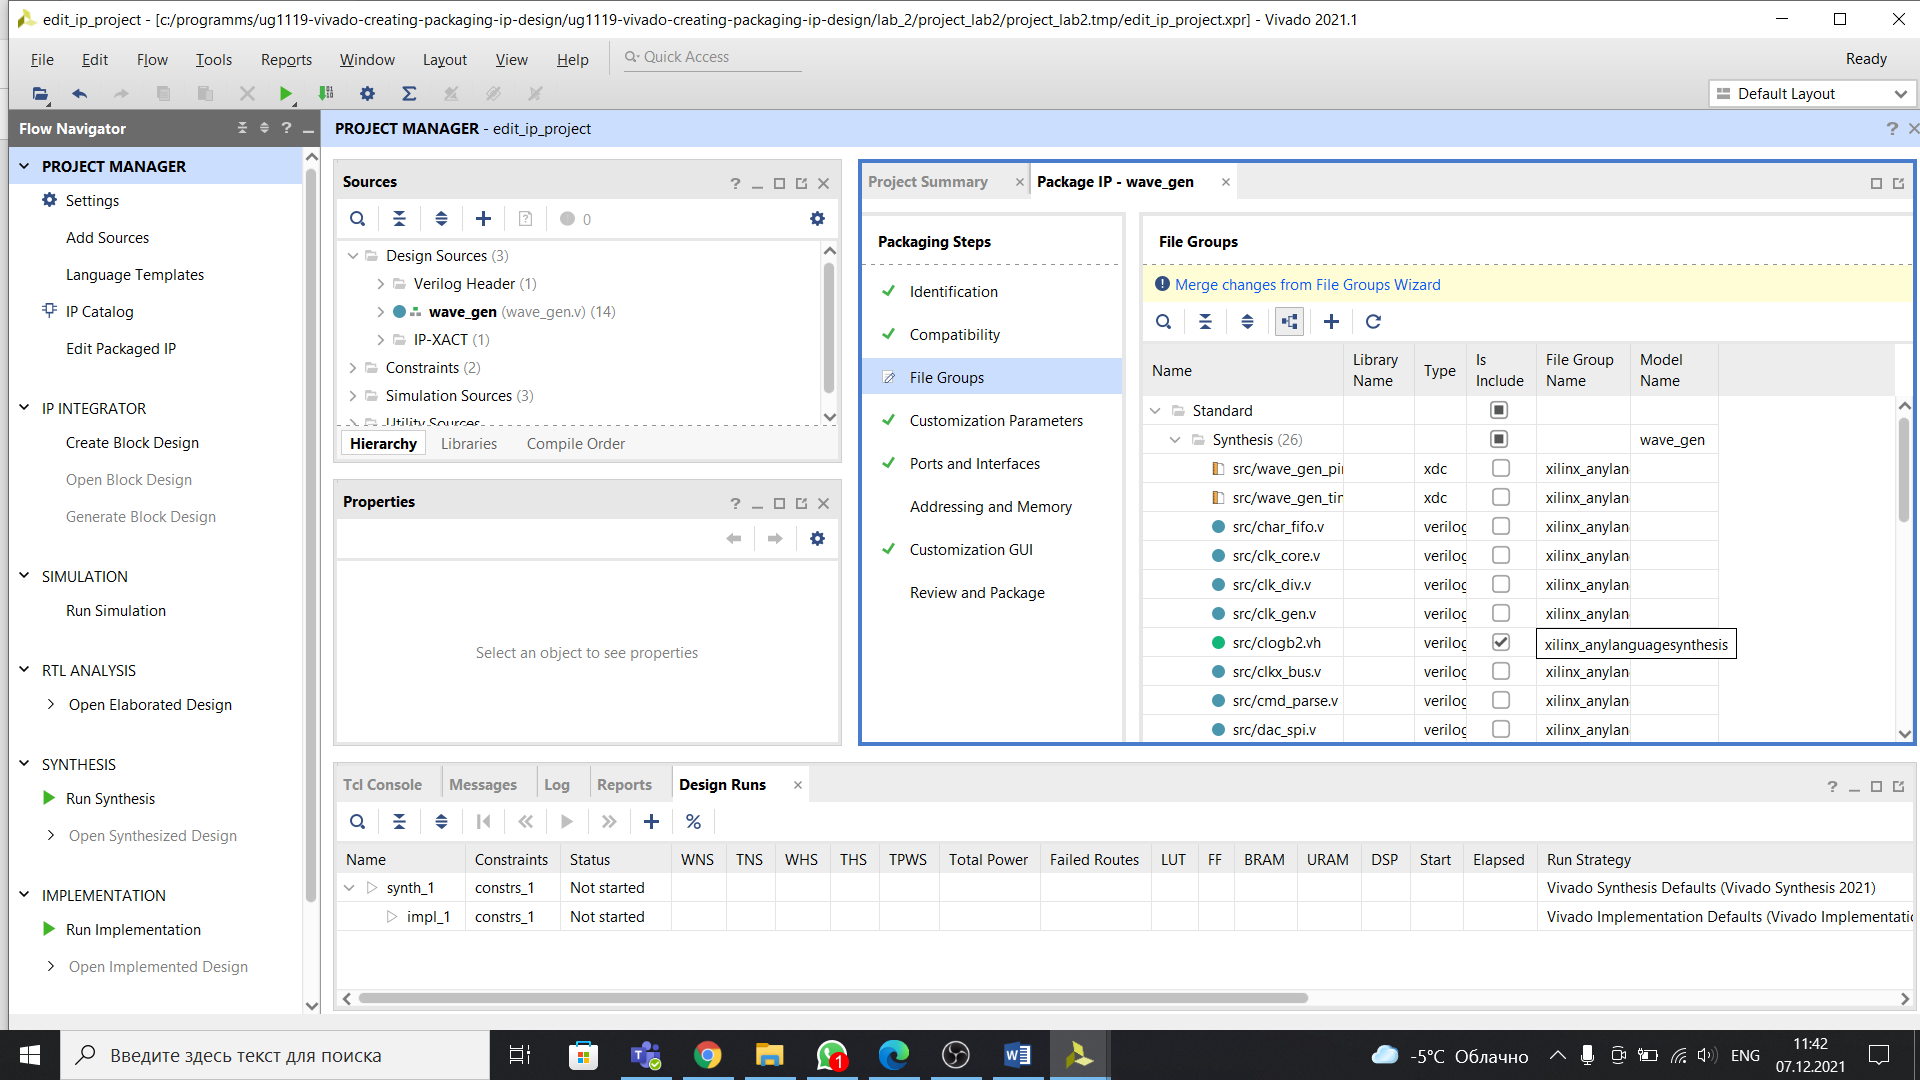 edit_ip_project - [c:/programms/ug1119-vivado-creating-packaging-ip-design/ug1119-vivado-creating-packaging-ip-design/lab_2/project_lab2/project_lab2.tmp/edit_ip_project.xpr] - Vivado 2021.1
File Edit Flow Tools Reports Window Layout View Help Quick Access Ready
Default Layout
Flow Navigator
PROJECT MANAGER
Settings
Add Sources
Language Templates
IP Catalog
Edit Packaged IP
IP INTEGRATOR
Create Block Design
Open Block Design
Generate Block Design
SIMULATION
Run Simulation
RTL ANALYSIS
Open Elaborated Design
SYNTHESIS
Run Synthesis
Open Synthesized Design
IMPLEMENTATION
Run Implementation
Open Implemented Design
PROJECT MANAGER - edit_ip_project
Sources
0
Design Sources (3)
Verilog Header (1)
wave_gen (wave_gen.v) (14)
IP-XACT (1)
Constraints (2)
Simulation Sources (3)
Utility Sources
Hierarchy Libraries Compile Order
Properties
Select an object to see properties
Project Summary Package IP - wave_gen
Packaging Steps
Identification
Compatibility
File Groups
Customization Parameters
Ports and Interfaces
Addressing and Memory
Customization GUI
Review and Package
File Groups
Merge changes from File Groups Wizard
Name Library Name Type Is Include File Group Name Model Name
Standard
Synthesis (26) wave_gen
src/wave_gen_pi xdc xilinx_anylan
src/wave_gen_tir xdc xilinx_anylan
src/char_fifo.v verilog xilinx_anylan
src/clk_core.v verilog xilinx_anylan
src/clk_div.v verilog xilinx_anylan
src/clk_gen.v verilog xilinx_anylan
src/clogb2.vh verilog xilinx_anylanguagesynthesis
src/clkx_bus.v verilog xilinx_anylan
src/cmd_parse.v verilog xilinx_anylan
src/dac_spi.v verilog xilinx_anylan
Tcl Console Messages Log Reports Design Runs
Name Constraints Status WNS TNS WHS THS TPWS Total Power Failed Routes LUT FF BRAM URAM DSP Start Elapsed Run Strategy
synth_1 constrs_1 Not started Vivado Synthesis Defaults (Vivado Synthesis 2021)
impl_1 constrs_1 Not started Vivado Implementation Defaults (Vivado Implementatic
Введите здесь текст для поиска
1
-5°C Облачно
ENG
11:42
07.12.2021